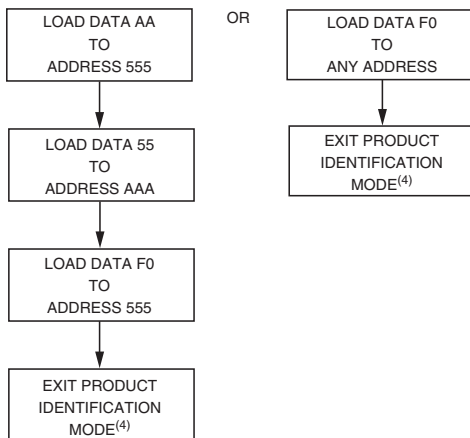 LOAD DATA AA
TO
ADDRESS 555
LOAD DATA 55
TO
ADDRESS AAA
LOAD DATA F0
TO
ADDRESS 555
EXIT PRODUCT
IDENTIFICATION
MODE(4)
OR
LOAD DATA F0
TO
ANY ADDRESS
EXIT PRODUCT
IDENTIFICATION
MODE(4)